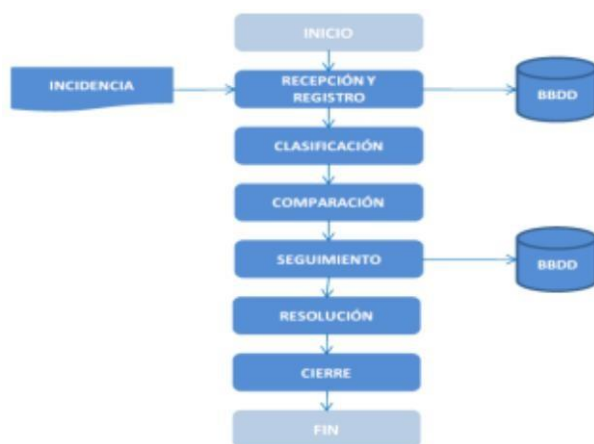 INICIO
INCIDENCIA
RECEPCIÓN Y
REGISTRO
BBDD
CLASIFICACIÓN
COMPARACIÓN
SEGUIMIENTO
BBDD
RESOLUCIÓN
CIERRE
FIN